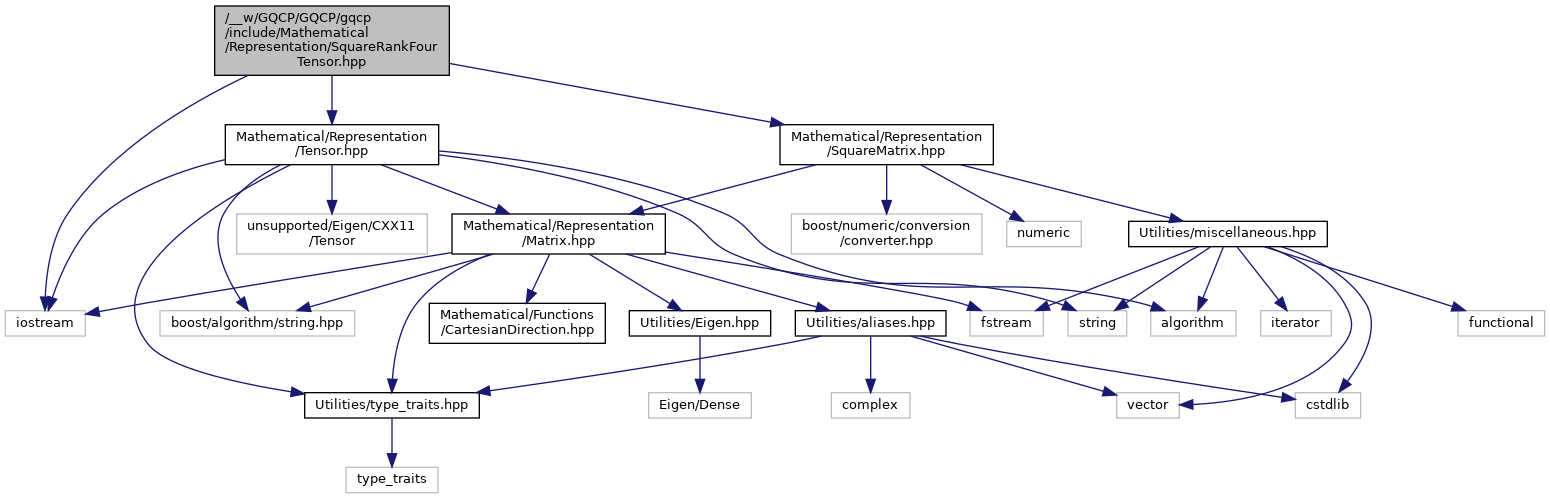 /__w/GQCP/GQCP/gqcp
/include/Mathematical
/Representation/SquareRankFour
Tensor.hpp
Mathematical/Representation
/Tensor.hpp
Mathematical/Representation
/SquareMatrix.hpp
unsupported/Eigen/CXX11
/Tensor
Mathematical/Representation
/Matrix.hpp
boost/numeric/conversion
/converter.hpp
numeric
Utilities/miscellaneous.hpp
iostream
boost/algorithm/string.hpp
Mathematical/Functions
/CartesianDirection.hpp
Utilities/Eigen.hpp
Utilities/aliases.hpp
fstream
string
algorithm
iterator
functional
Utilities/type_traits.hpp
Eigen/Dense
complex
vector
cstdlib
type_traits